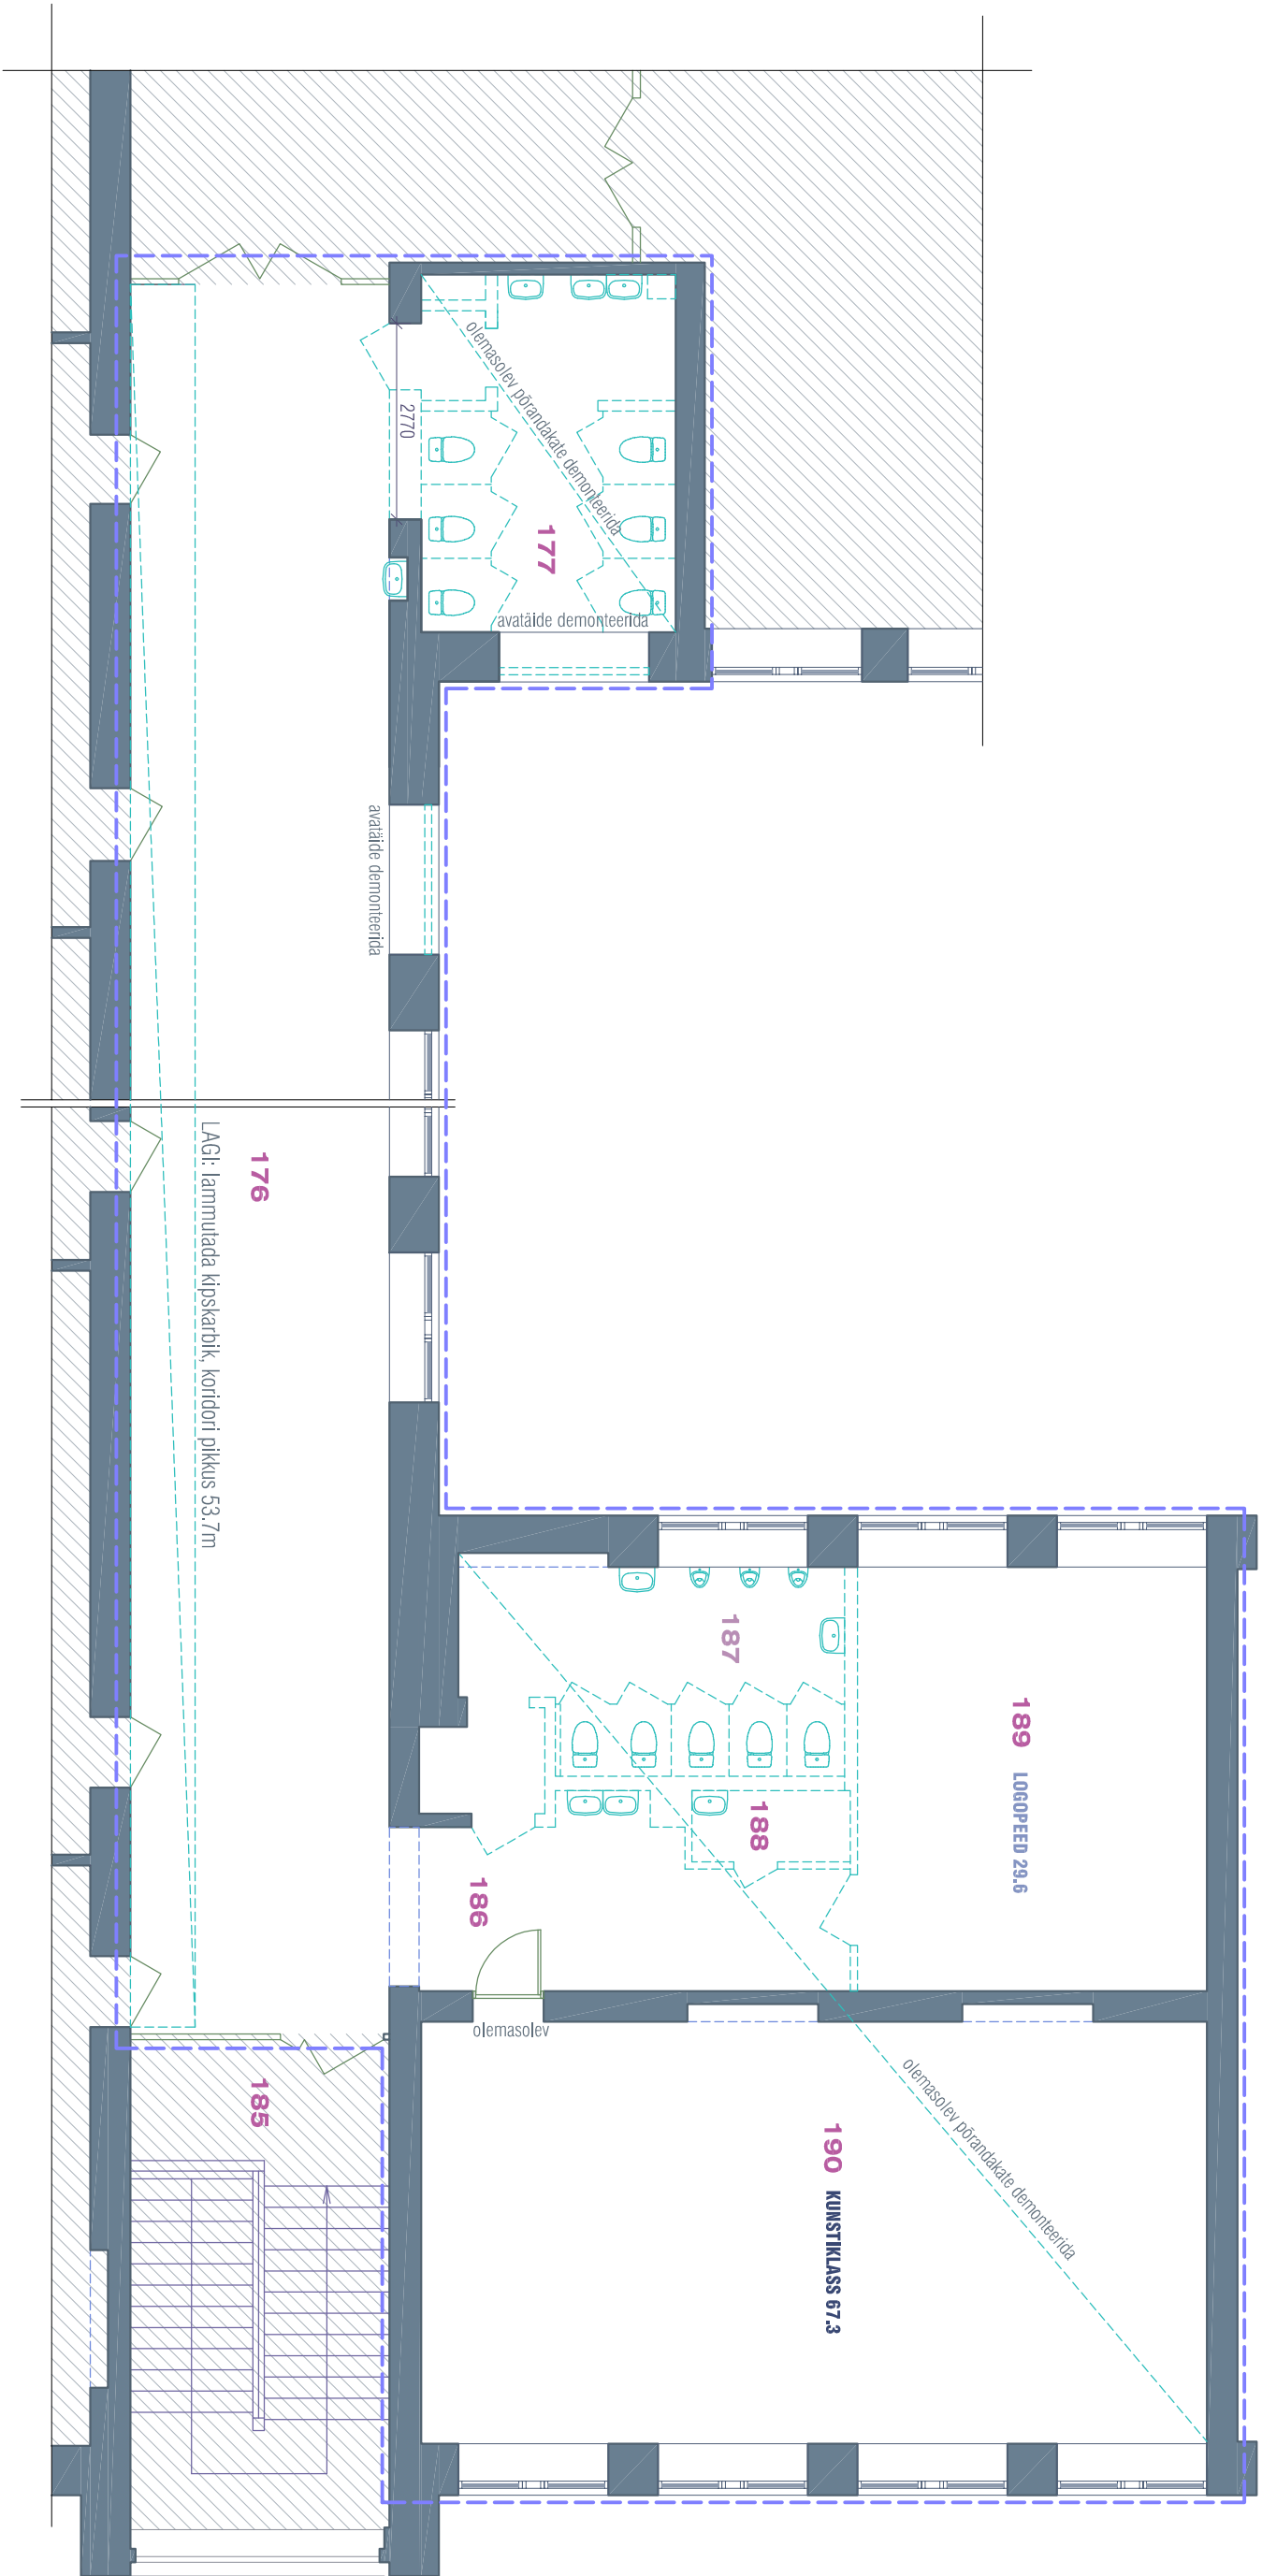 olemasolev põrandakate demonteerida
2770
177
avatäide demonteerida
avatäide demonteerida
176
LAGI: lammutada kipskarbik, koridori pikkus 53.7m
187
189 LOGOPEED 29.6
188
186
olemasolev
185
olemasolev põrandakate demonteerida
190 KUNSTIKLASS 67.3